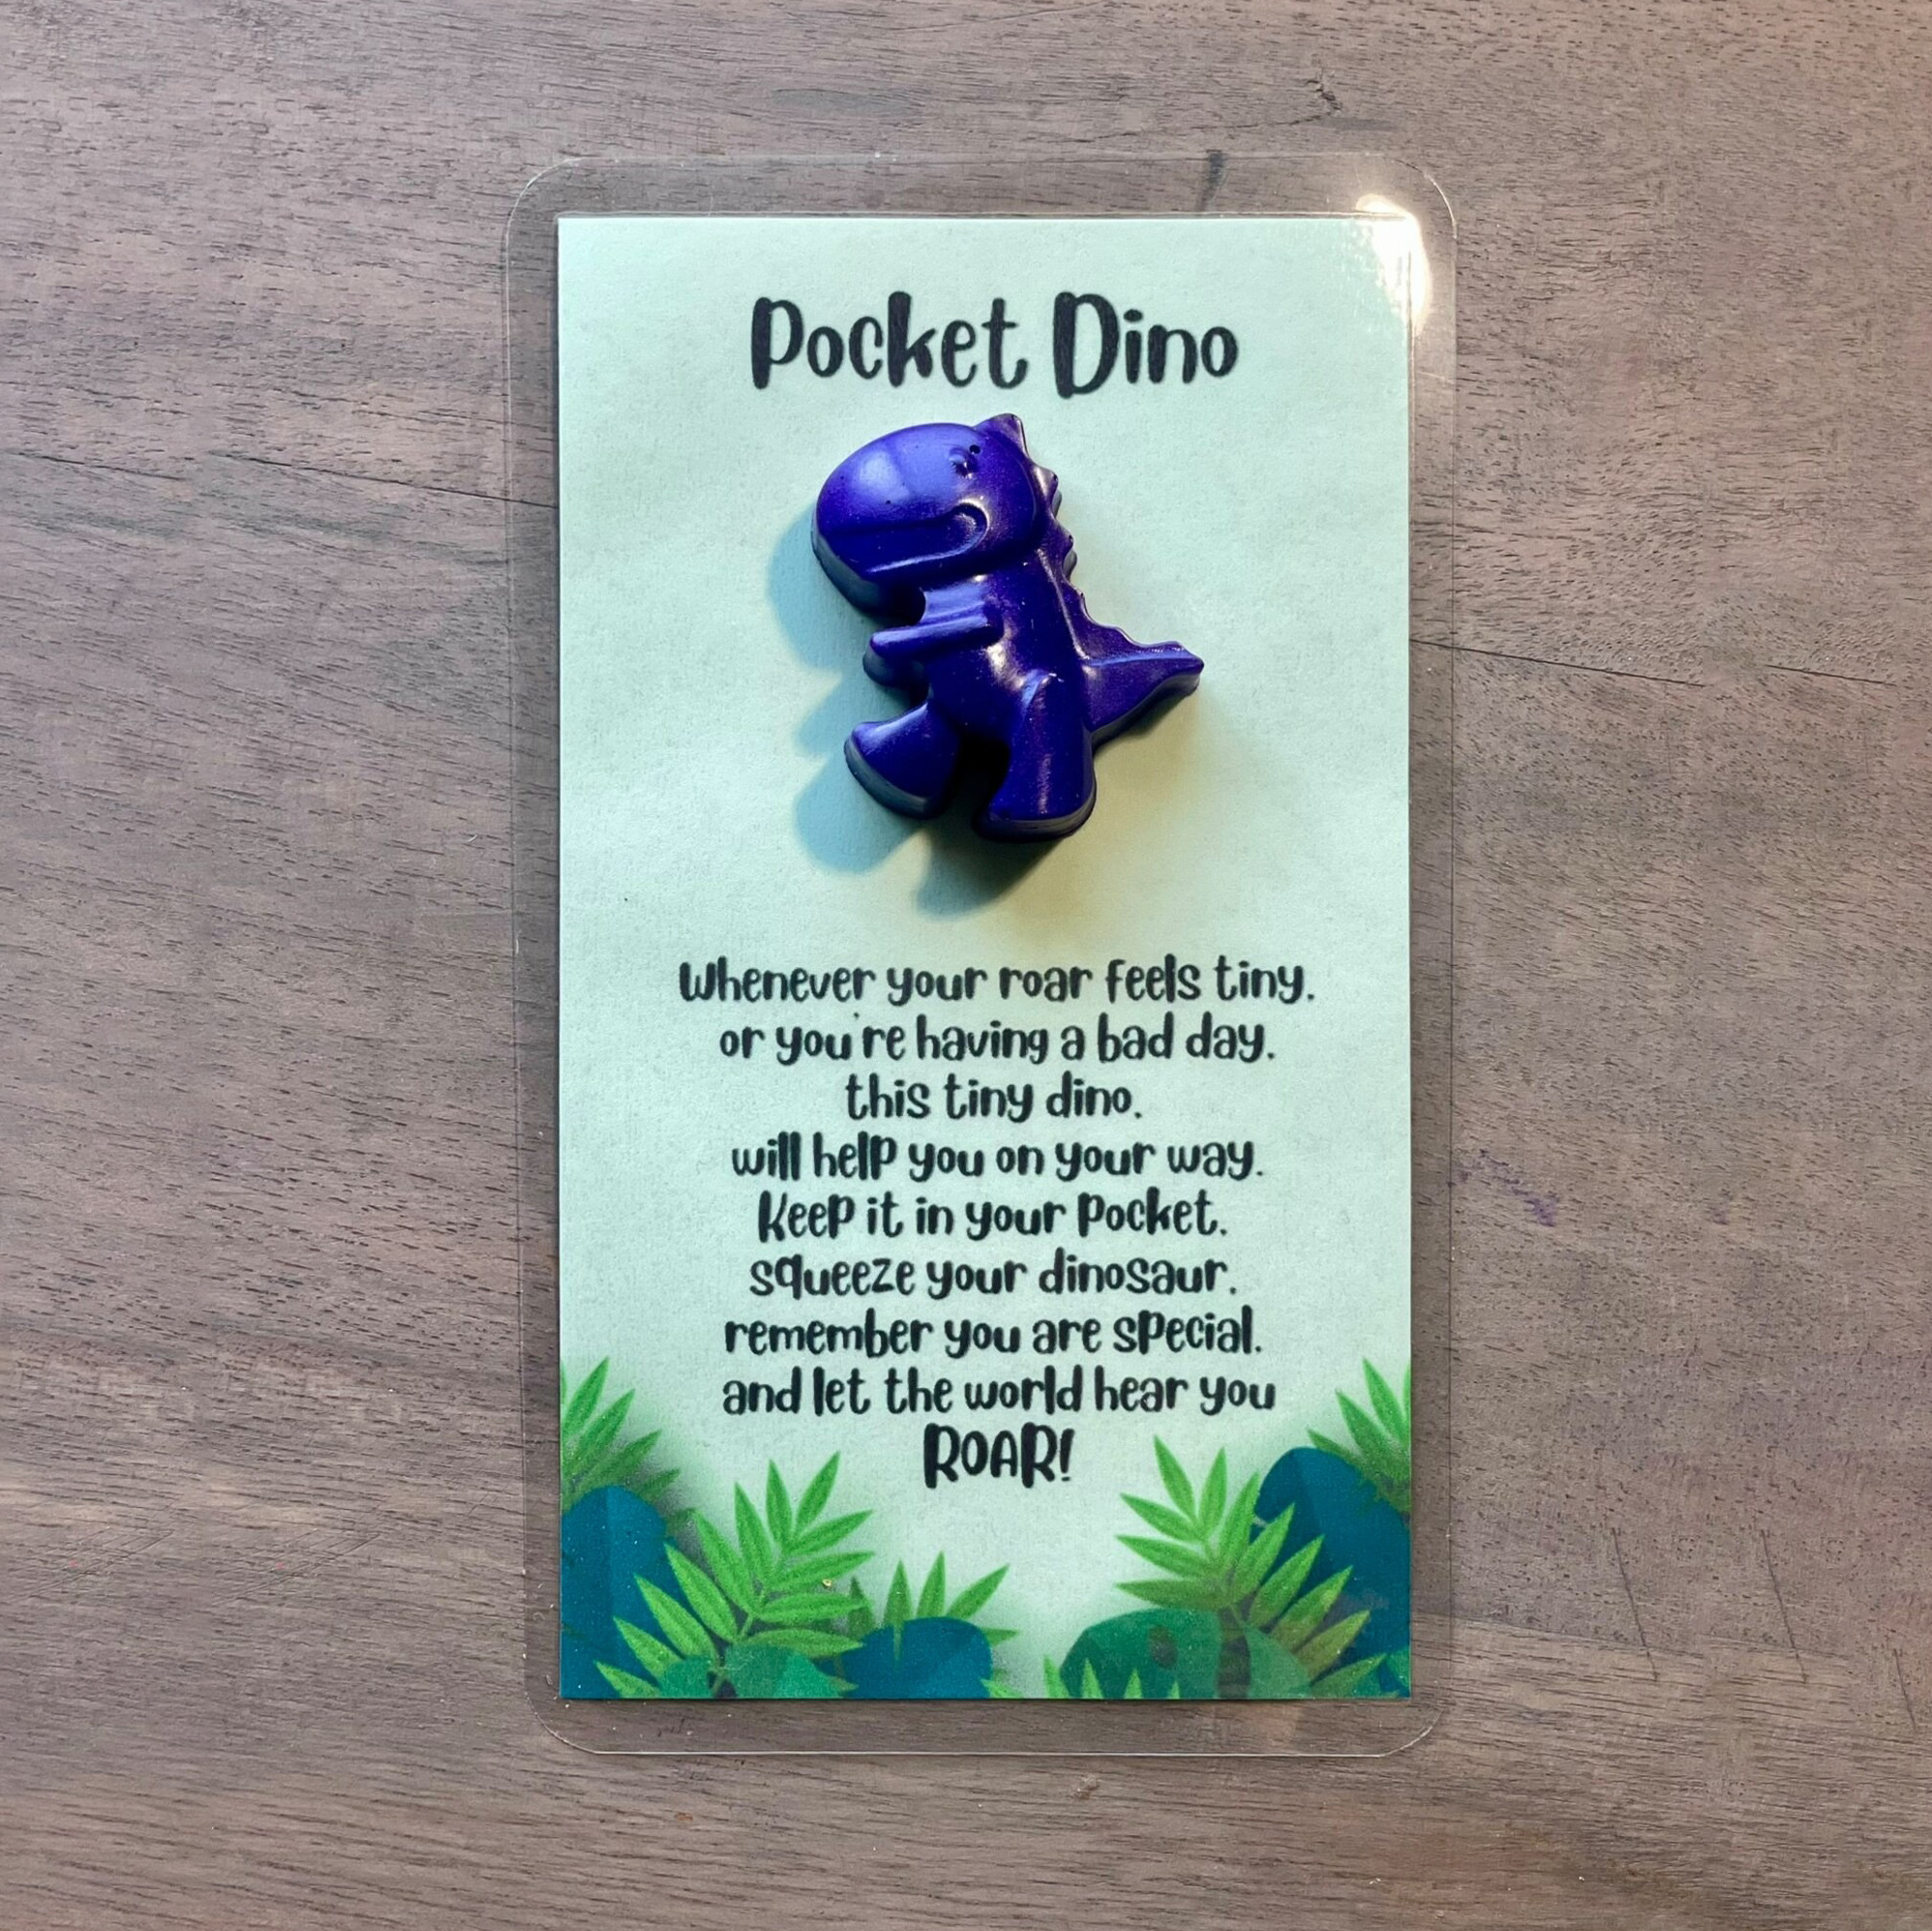 Pocket Dino
Whenever your roar feels tiny,
or you're having a bad day,
this tiny dino,
will help you on your way.
Keep it in your pocket,
squeeze your dinosaur,
remember you are special,
and let the world hear you
ROAR!